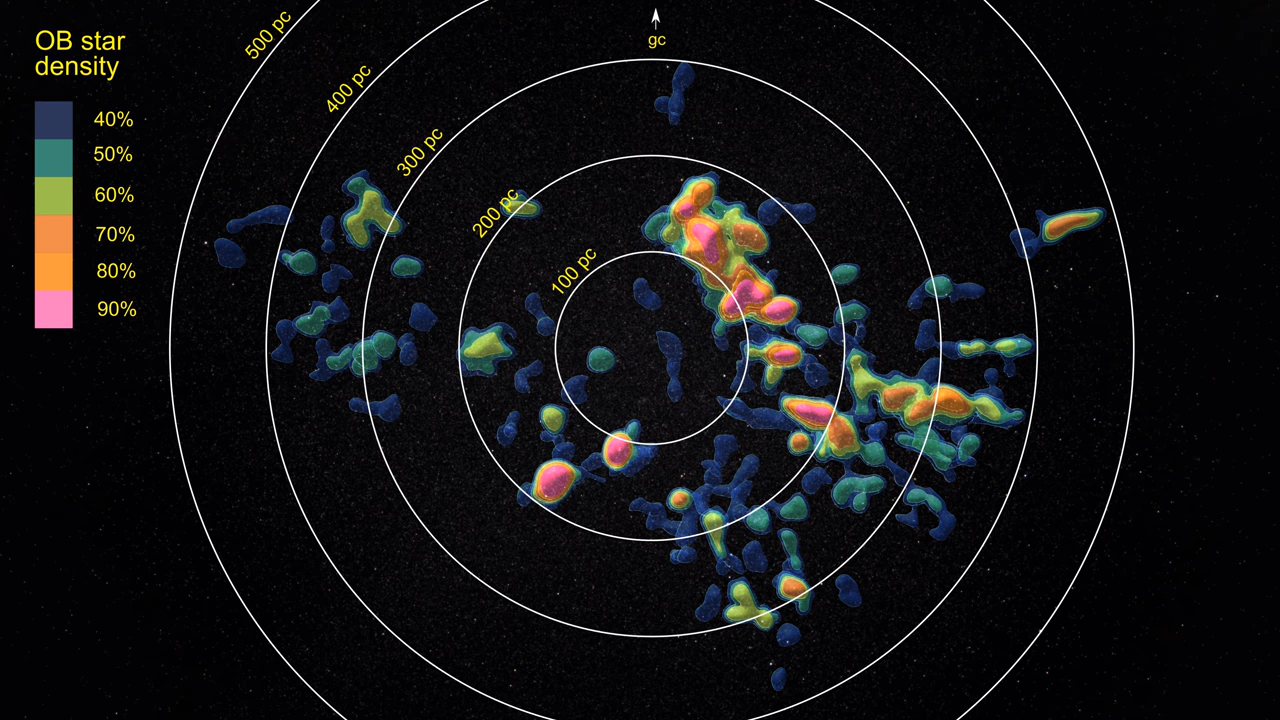 OB star
density
40%
50%
60%
70%
80%
90%
500 pc
400 pc
300 pc
200 pc
100 pc
gc